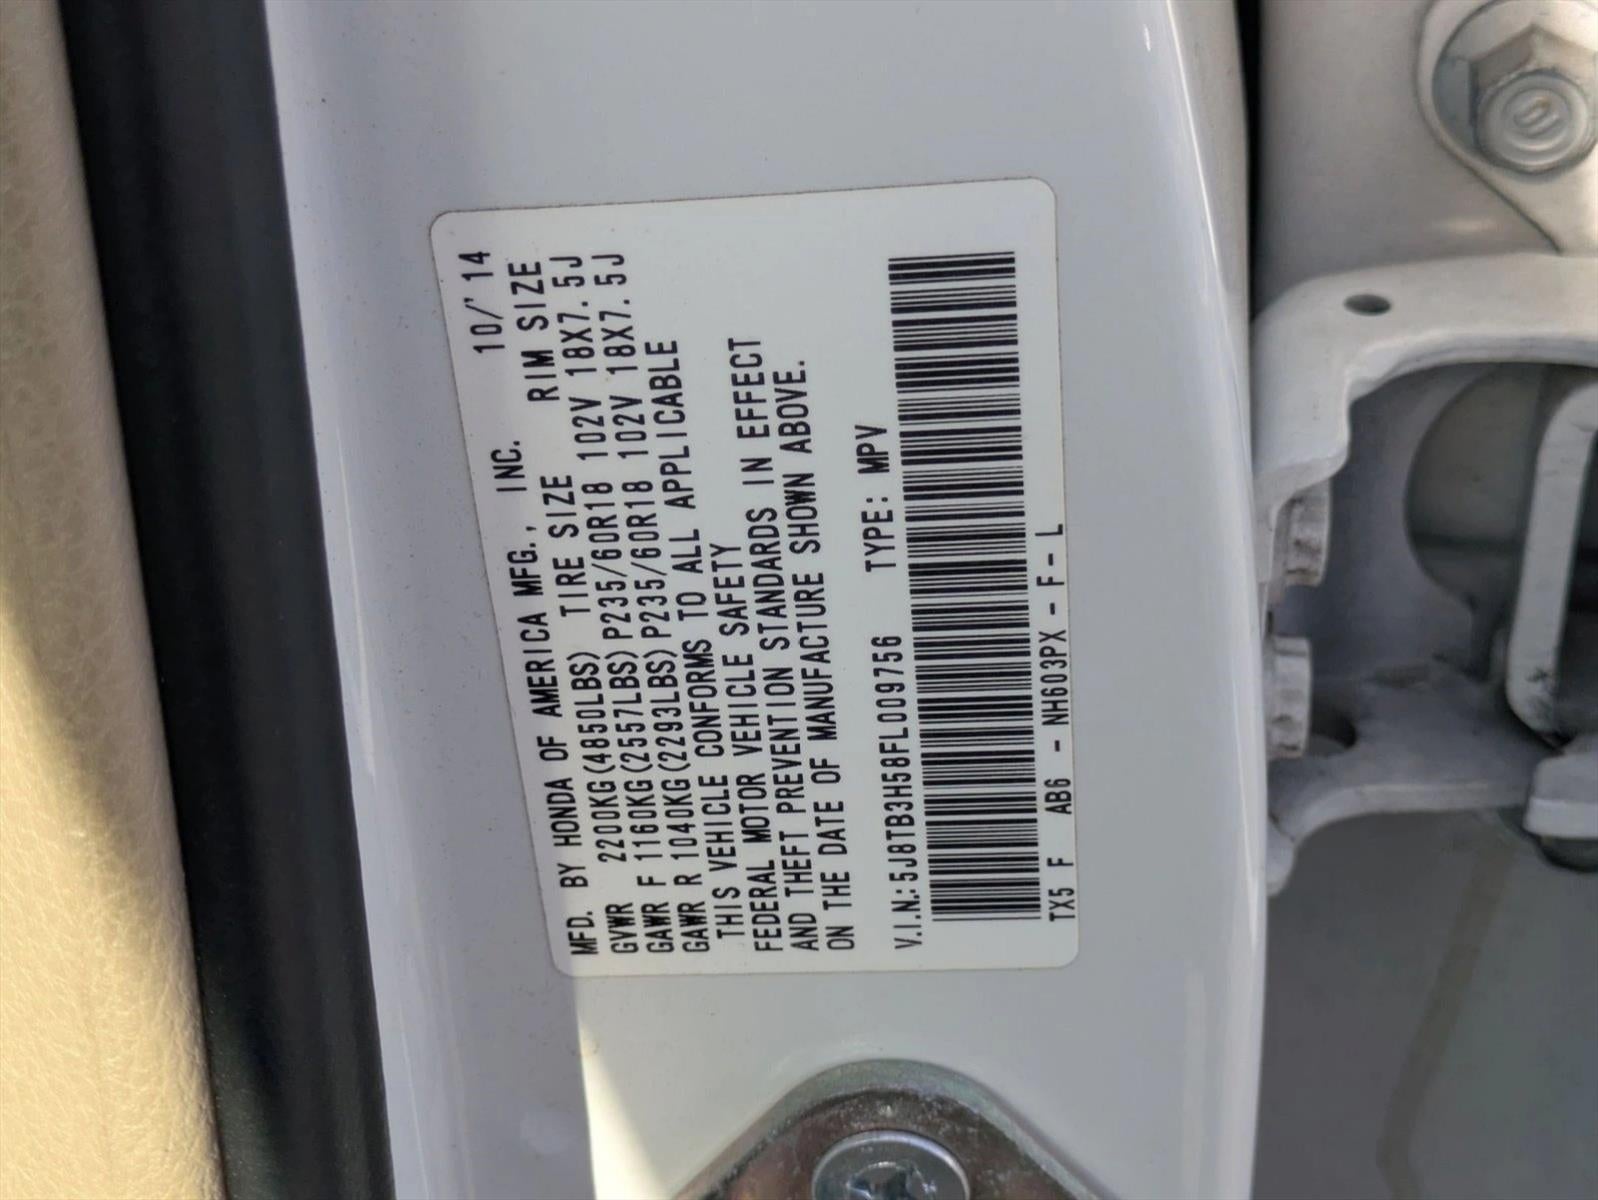 MFD. BY HONDA OF AMERICA MFG., INC. 10/'14
GVWR 2200KG(4850LBS) TIRE SIZE RIM SIZE
GAWR F 1160KG(2557LBS) P235/60R18 102V 18X7.5J
GAWR R 1040KG(2293LBS) P235/60R18 102V 18X7.5J
THIS VEHICLE CONFORMS TO ALL APPLICABLE
FEDERAL MOTOR VEHICLE SAFETY
AND THEFT PREVENTION STANDARDS IN EFFECT
ON THE DATE OF MANUFACTURE SHOWN ABOVE.
V.I.N.:5J8TB3H58FL009756 TYPE: MPV
TX5 F AB6 - NH603PX - F - L